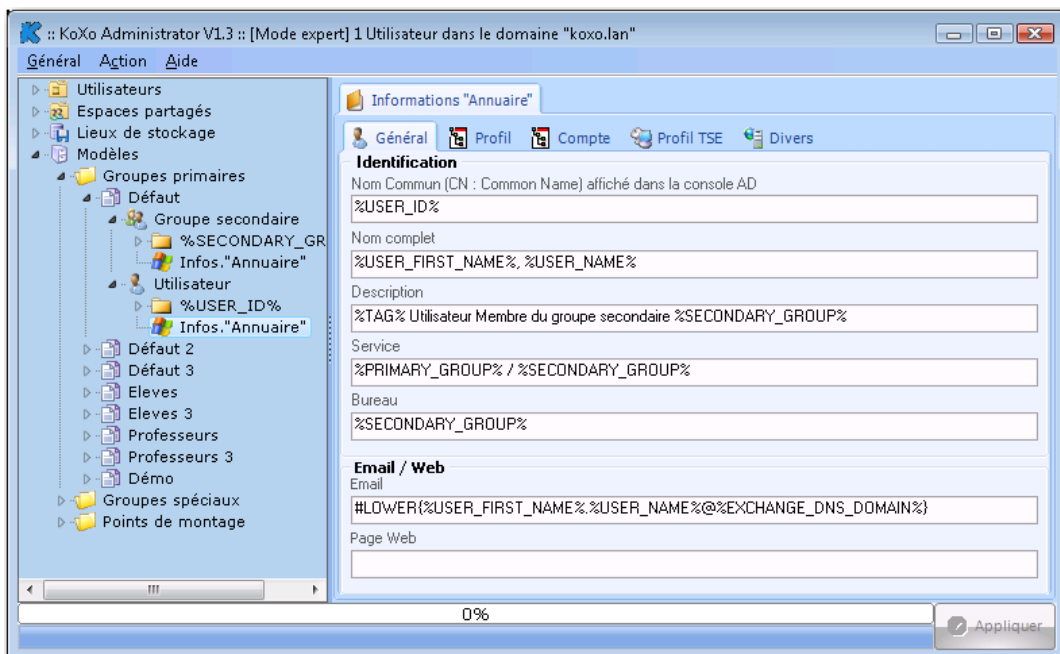 :: KoXo Administrator V1.3 :: [Mode expert] 1 Utilisateur dans le domaine "koxo.lan"
Général Action Aide
Utilisateurs
Espaces partagés
Lieux de stockage
Modèles
Groupes primaires
Défaut
Groupe secondaire
%SECONDARY_GR
Infos."Annuaire"
Utilisateur
%USER_ID%
Infos."Annuaire"
Défaut 2
Défaut 3
Eleves
Eleves 3
Professeurs
Professeurs 3
Démo
Groupes spéciaux
Points de montage
Informations "Annuaire"
Général Profil Compte Profil TSE Divers
Identification
Nom Commun (CN : Common Name) affiché dans la console AD
%USER_ID%
Nom complet
%USER_FIRST_NAME%, %USER_NAME%
Description
%TAG% Utilisateur Membre du groupe secondaire %SECONDARY_GROUP%
Service
%PRIMARY_GROUP% / %SECONDARY_GROUP%
Bureau
%SECONDARY_GROUP%
Email / Web
Email
#LOWER{%USER_FIRST_NAME%.%USER_NAME%@%EXCHANGE_DNS_DOMAIN%}
Page Web
0%
Appliquer